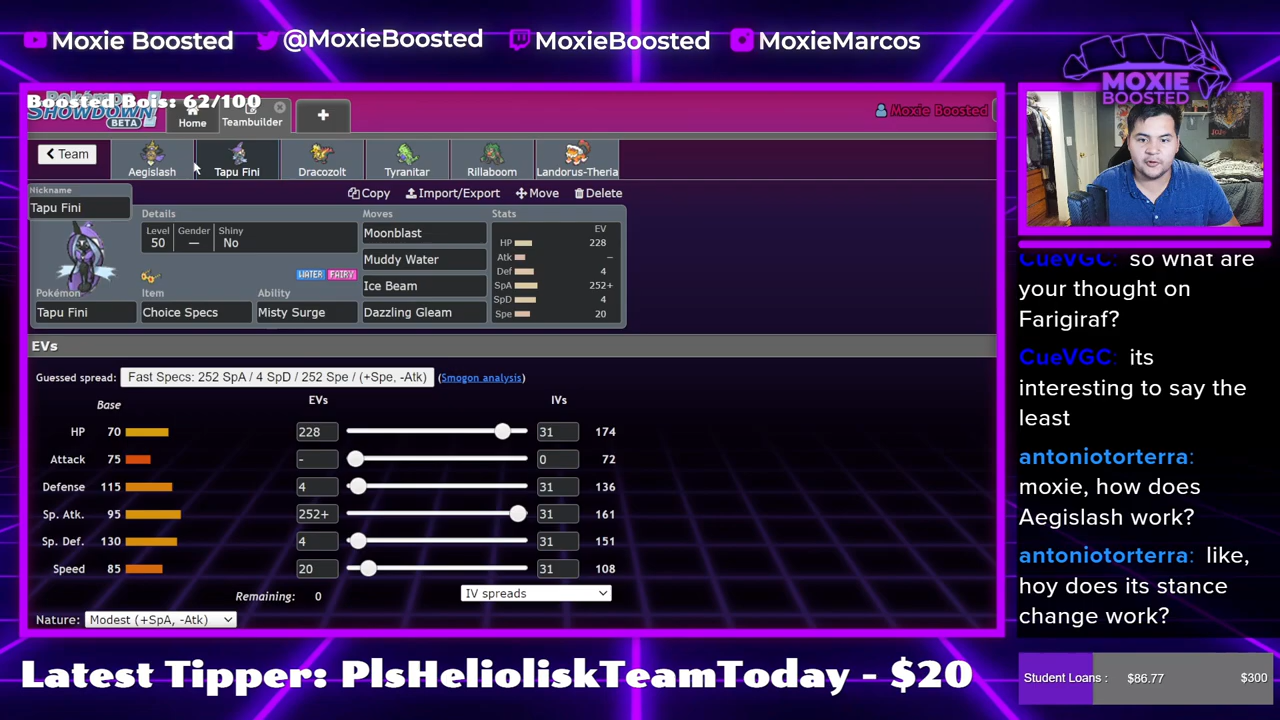 Moxie Boosted @MoxieBoosted MoxieBoosted MoxieMarcos
MOXIE
BOOSTED
Boosted Bois: 62/100
SHOWDOWN
BETA
Home
Teambuilder
+
Moxie Boosted
Team
Aegislash
Tapu Fini
Dracozolt
Tyranitar
Rillaboom
Landorus-Theria
Copy Import/Export Move Delete
Nickname
Tapu Fini
Details
Level Gender Shiny
50 — No
WATER FAIRY
Pokémon Item Ability
Tapu Fini Choice Specs Misty Surge
Moves
Moonblast
Muddy Water
Ice Beam
Dazzling Gleam
Stats
EV
HP 228
Atk –
Def 4
SpA 252+
SpD 4
Spe 20
EVs
Guessed spread: Fast Specs: 252 SpA / 4 SpD / 252 Spe / (+Spe, -Atk) (Smogon analysis)
Base EVs IVs
HP 70 228 31 174
Attack 75 - 0 72
Defense 115 4 31 136
Sp. Atk. 95 252+ 31 161
Sp. Def. 130 4 31 151
Speed 85 20 31 108
Remaining: 0 IV spreads
Nature: Modest (+SpA, -Atk)
CueVGC: so what are
your thought on
Farigiraf?
CueVGC: its
interesting to say the
least
antoniotorterra:
moxie, how does
Aegislash work?
antoniotorterra: like,
hoy does its stance
change work?
Latest Tipper: PlsHelioliskTeamToday - $20
Student Loans : $86.77 $300